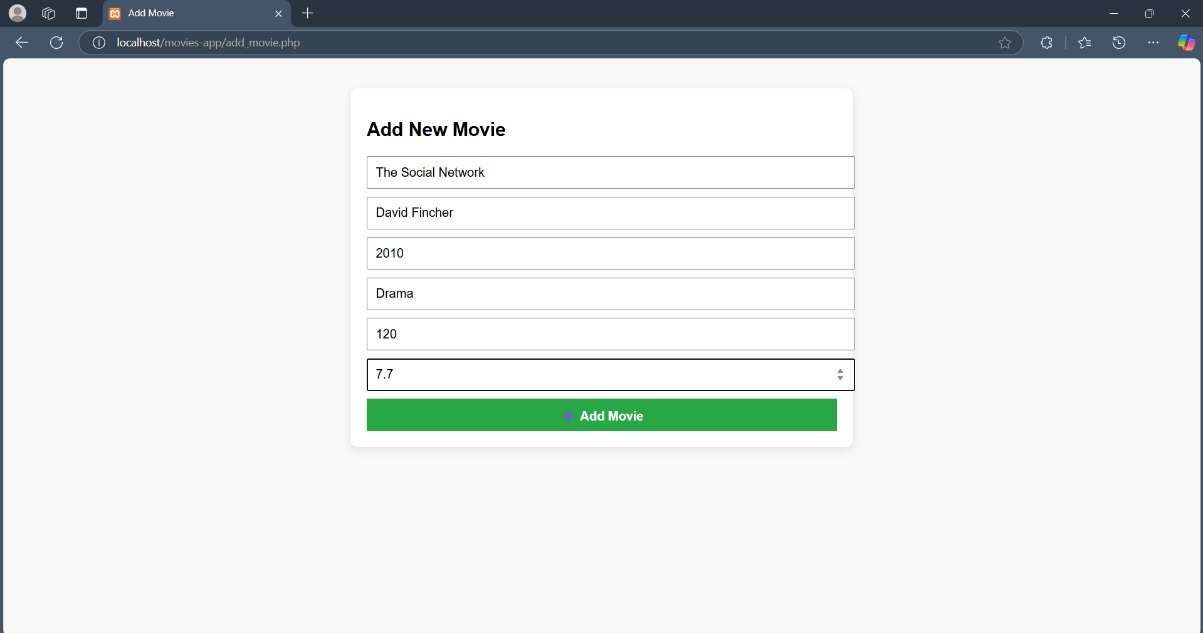 Add Movie
localhost/movies-app/add_movie.php
Add New Movie
The Social Network
David Fincher
2010
Drama
120
7.7
+ Add Movie